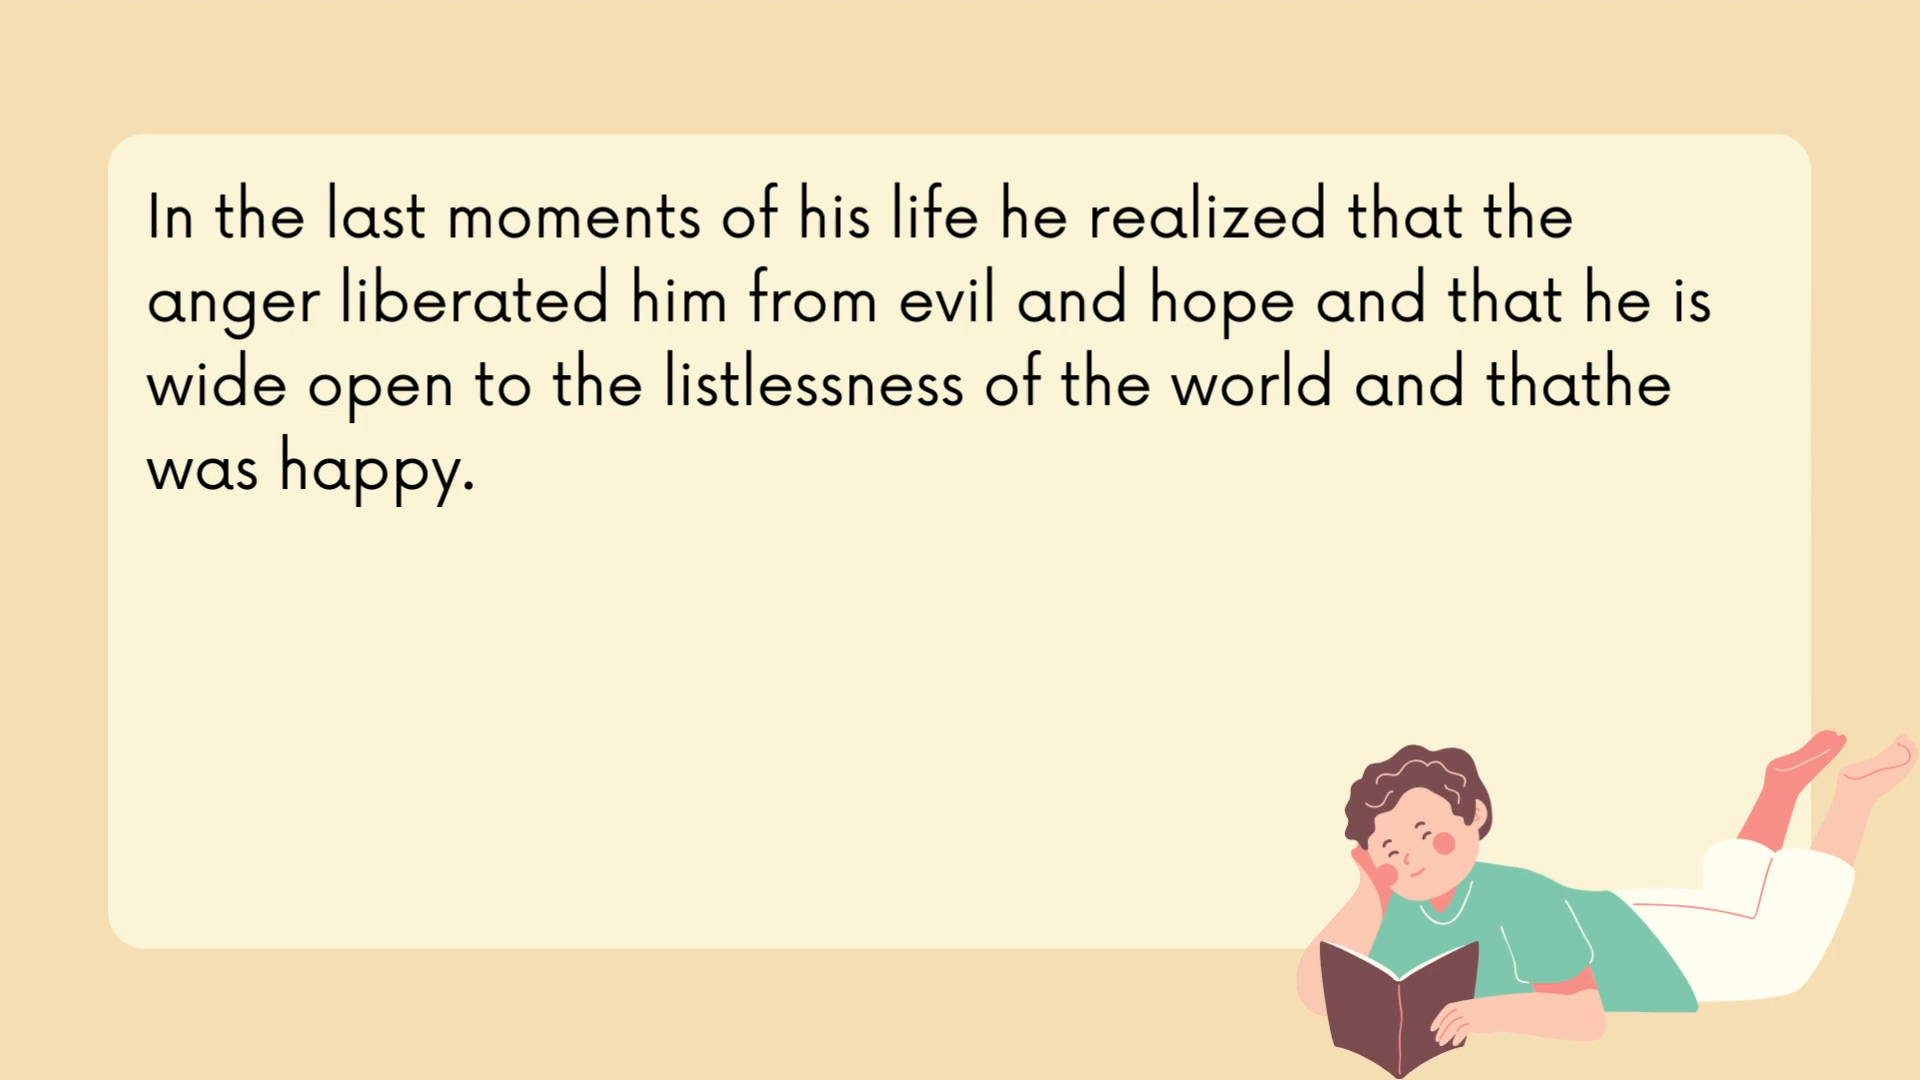 In the last moments of his life he realized that the
anger liberated him from evil and hope and that he is
wide open to the listlessness of the world and thathe
was happy.